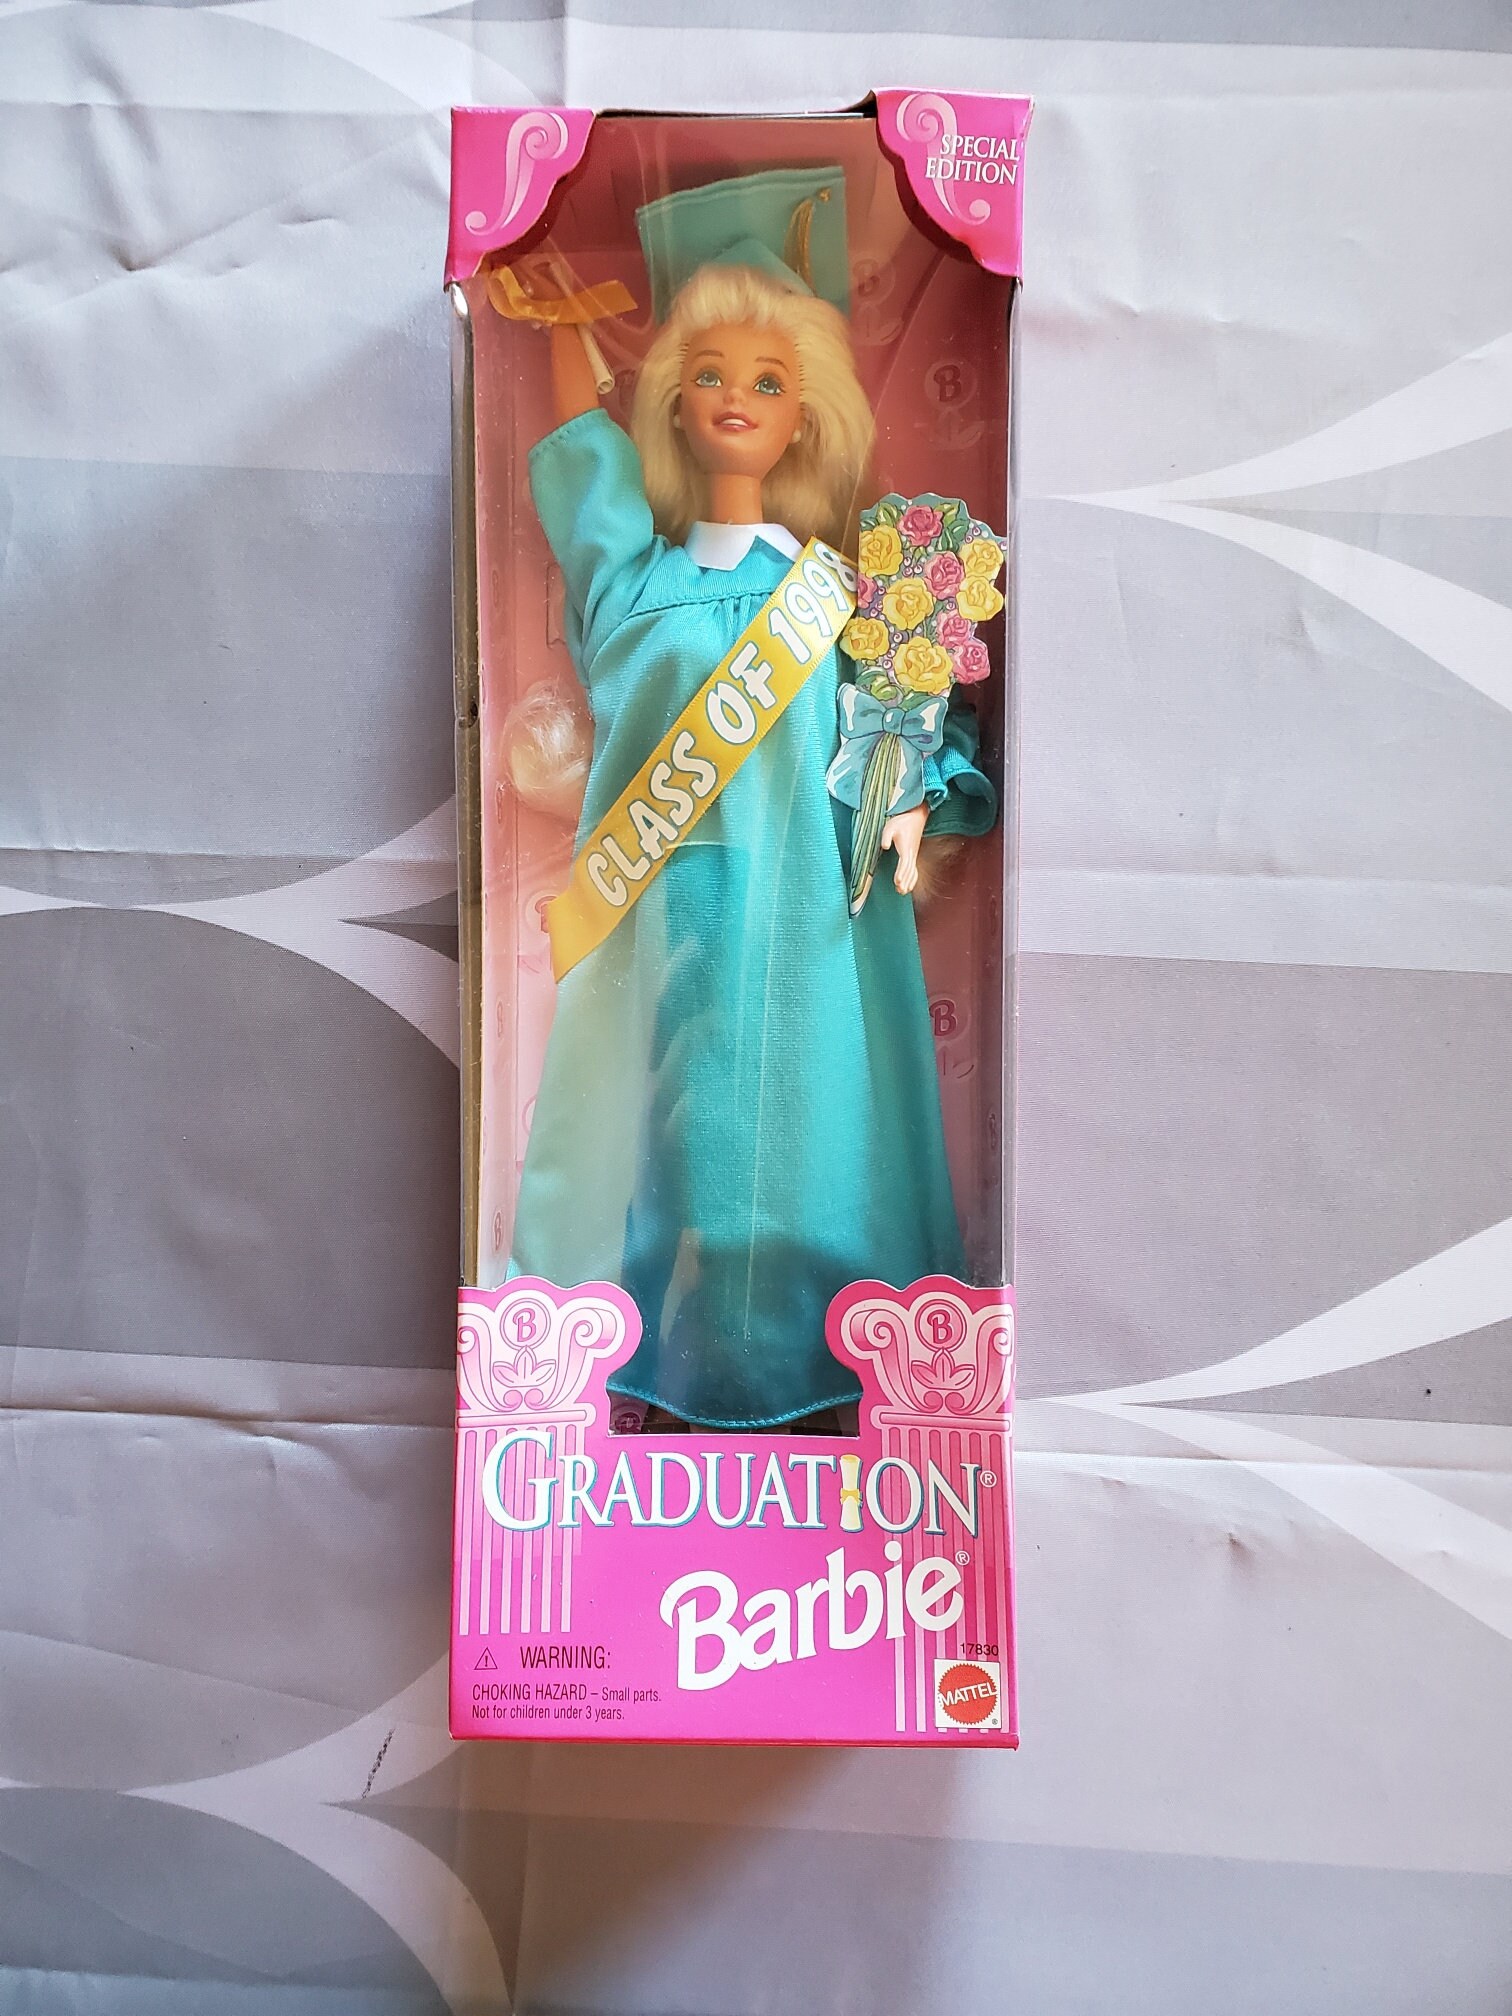 SPECIAL
EDITION
CLASS OF 1998
B
B
B
B
GRADUATION®
Barbie®
17830
⚠ WARNING:
CHOKING HAZARD – Small parts.
Not for children under 3 years.
MATTEL
®